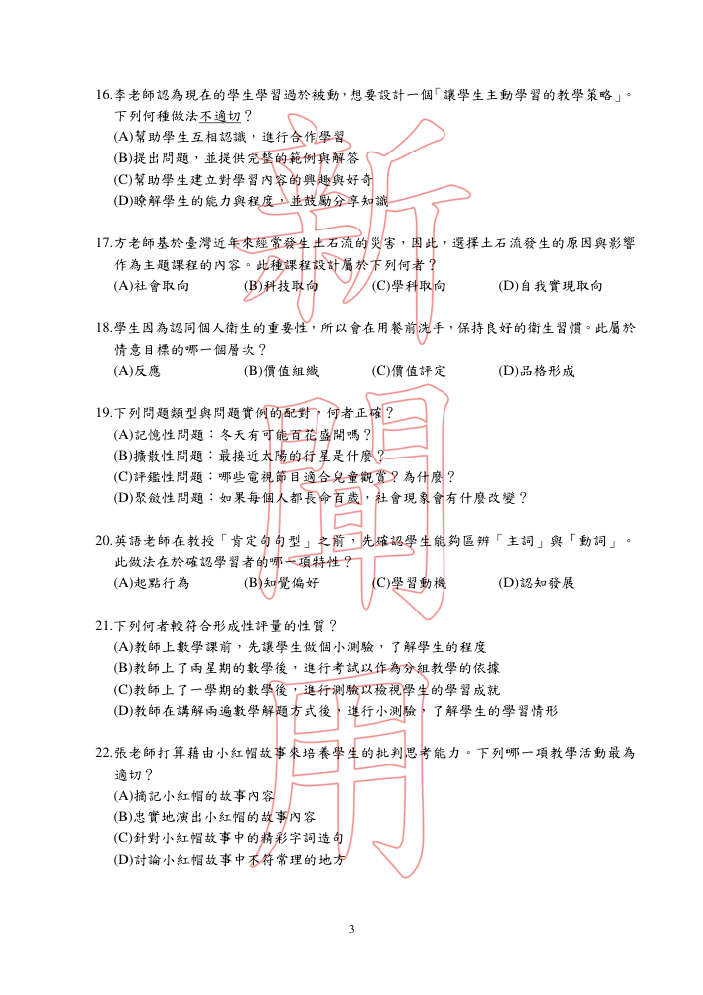 16.李老師認為現在的學生學習過於被動，想要設計一個「讓學生主動學習的教學策略」。
下列何種做法不適切？
(A)幫助學生互相認識，進行合作學習
(B)提出問題，並提供完整的範例與解答
(C)幫助學生建立對學習內容的興趣與好奇
(D)瞭解學生的能力與程度，並鼓勵分享知識
17.方老師基於臺灣近年來經常發生土石流的災害，因此，選擇土石流發生的原因與影響
作為主題課程的內容。此種課程設計屬於下列何者？
(A)社會取向 (B)科技取向 (C)學科取向 (D)自我實現取向
18.學生因為認同個人衛生的重要性，所以會在用餐前洗手，保持良好的衛生習慣。此屬於
情意目標的哪一個層次？
(A)反應 (B)價值組織 (C)價值評定 (D)品格形成
19.下列問題類型與問題實例的配對，何者正確？
(A)記憶性問題：冬天有可能百花盛開嗎？
(B)擴散性問題：最接近太陽的行星是什麼？
(C)評鑑性問題：哪些電視節目適合兒童觀賞？為什麼？
(D)聚斂性問題：如果每個人都長命百歲，社會現象會有什麼改變？
20.英語老師在教授「肯定句句型」之前，先確認學生能夠區辨「主詞」與「動詞」。
此做法在於確認學習者的哪一項特性？
(A)起點行為 (B)知覺偏好 (C)學習動機 (D)認知發展
21.下列何者較符合形成性評量的性質？
(A)教師上數學課前，先讓學生做個小測驗，了解學生的程度
(B)教師上了兩星期的數學後，進行考試以作為分組教學的依據
(C)教師上了一學期的數學後，進行測驗以檢視學生的學習成就
(D)教師在講解兩遍數學解題方式後，進行小測驗，了解學生的學習情形
22.張老師打算藉由小紅帽故事來培養學生的批判思考能力。下列哪一項教學活動最為
適切？
(A)摘記小紅帽的故事內容
(B)忠實地演出小紅帽的故事內容
(C)針對小紅帽故事中的精彩字詞造句
(D)討論小紅帽故事中不符常理的地方
新聞用
3